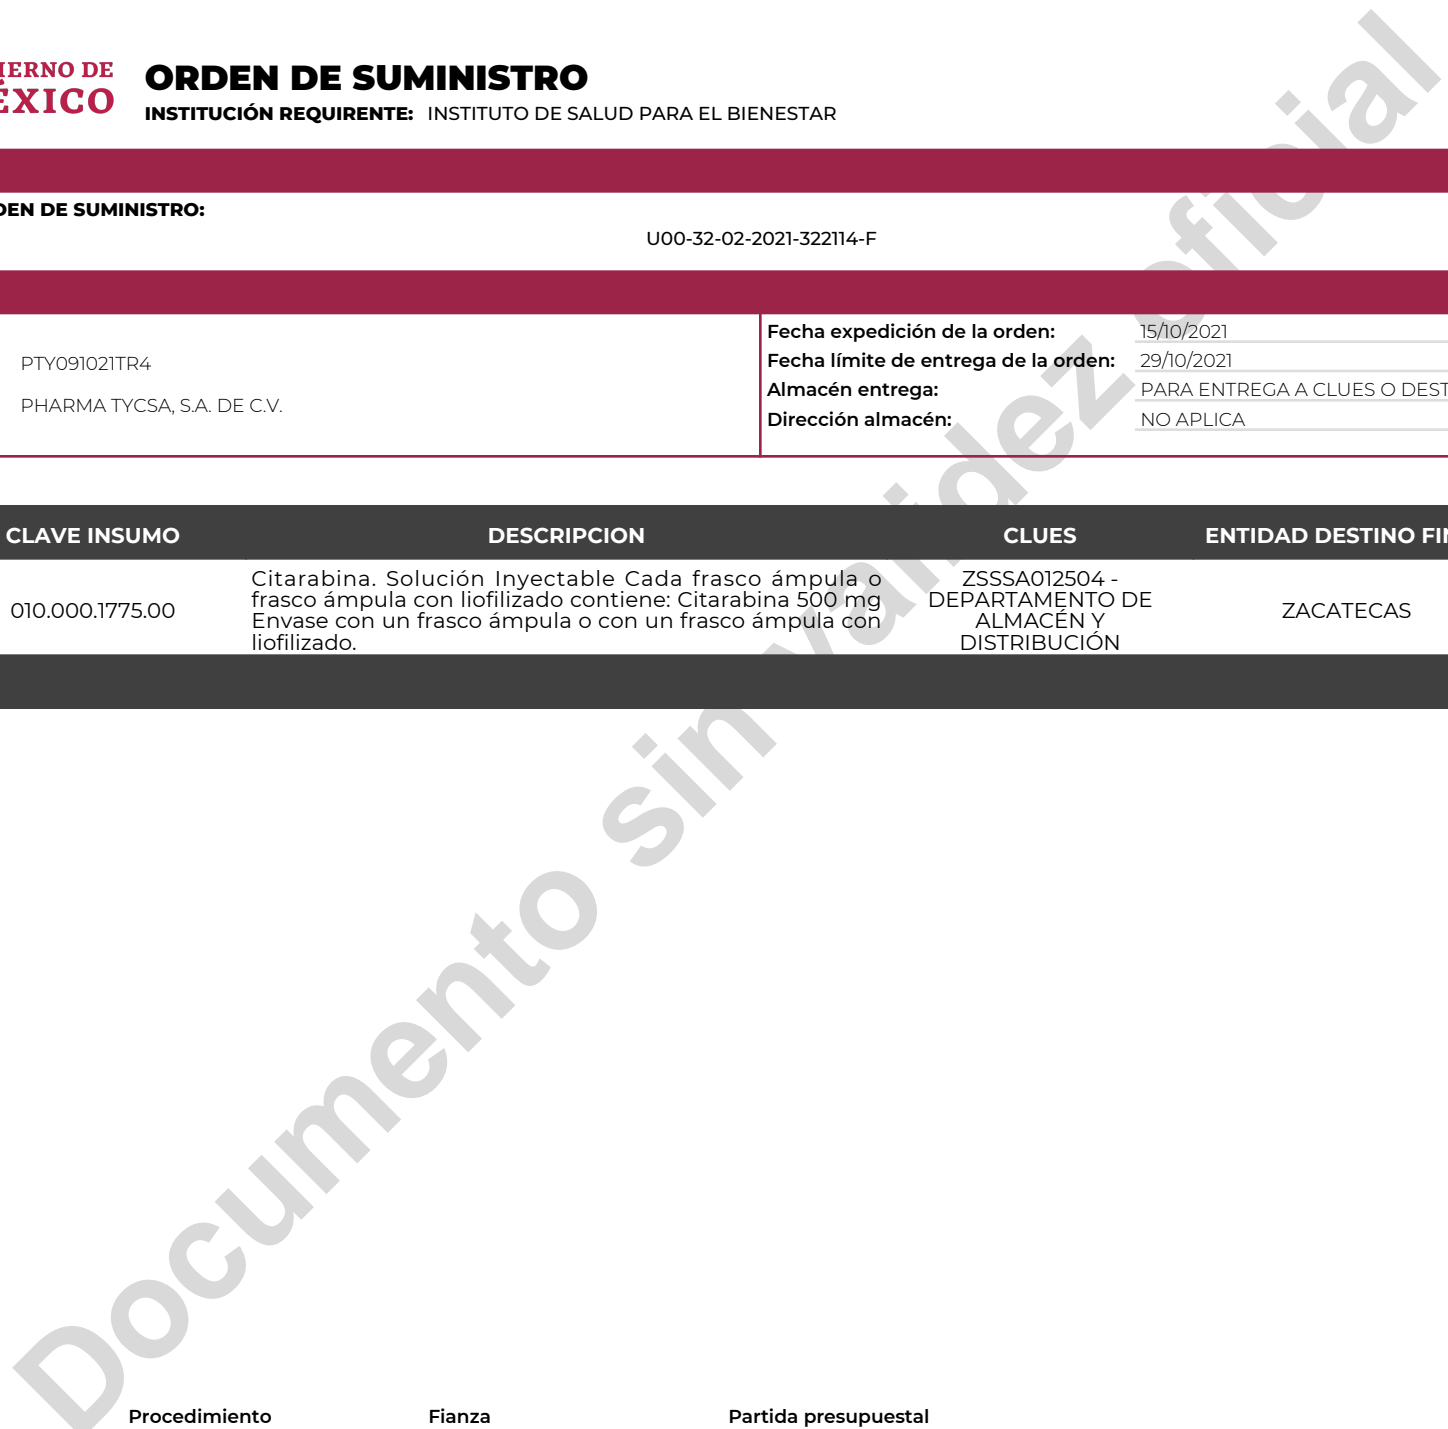 IERNO DE
ÉXICO
ORDEN DE SUMINISTRO
INSTITUCIÓN REQUIRENTE: INSTITUTO DE SALUD PARA EL BIENESTAR
DEN DE SUMINISTRO:
U00-32-02-2021-322114-F
PTY091021TR4
PHARMA TYCSA, S.A. DE C.V.
Fecha expedición de la orden: 15/10/2021
Fecha límite de entrega de la orden: 29/10/2021
Almacén entrega: PARA ENTREGA A CLUES O DEST
Dirección almacén: NO APLICA
CLAVE INSUMO DESCRIPCION CLUES ENTIDAD DESTINO FIN
010.000.1775.00
Citarabina. Solución Inyectable Cada frasco ámpula o
frasco ámpula con liofilizado contiene: Citarabina 500 mg
Envase con un frasco ámpula o con un frasco ámpula con
liofilizado.
ZSSSA012504 -
DEPARTAMENTO DE
ALMACÉN Y
DISTRIBUCIÓN
ZACATECAS
Documento sin validez oficial
Procedimiento Fianza Partida presupuestal